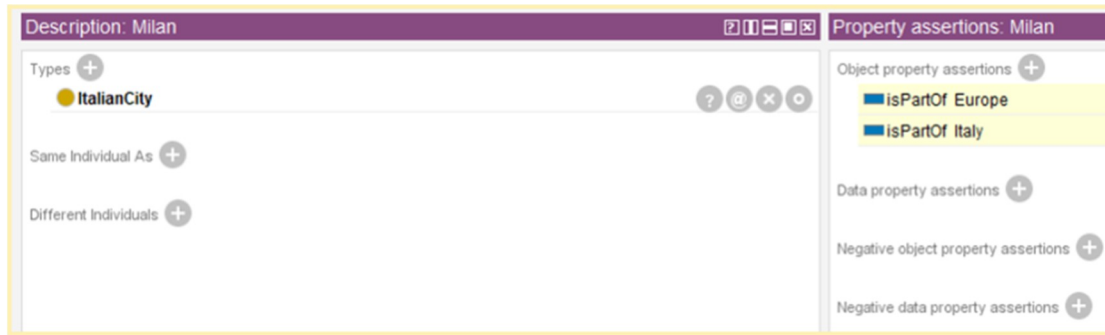 Description: Milan
Types
ItalianCity
Same Individual As
Different Individuals
Property assertions: Milan
Object property assertions
isPartOf Europe
isPartOf Italy
Data property assertions
Negative object property assertions
Negative data property assertions